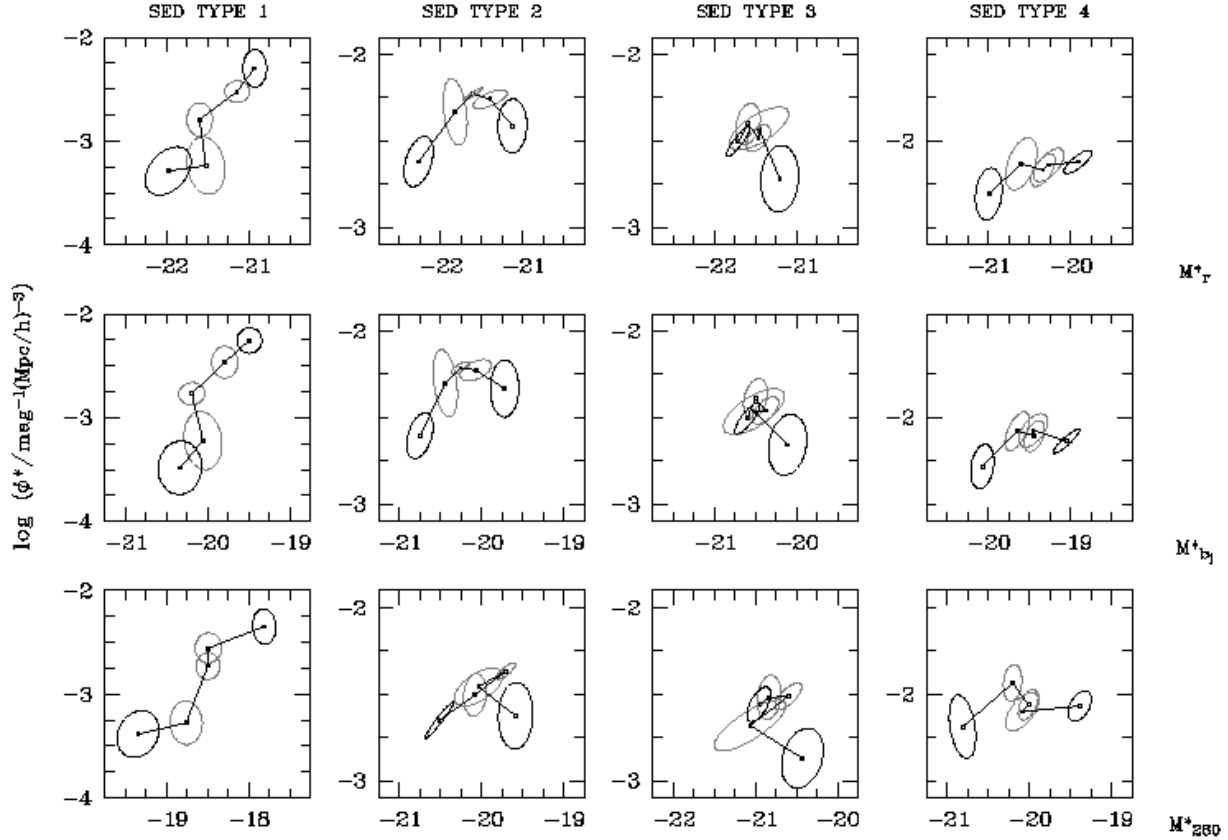 SED TYPE 1 SED TYPE 2 SED TYPE 3 SED TYPE 4
−2 −2 −2
−3 −2
−4 −3 −3
−22 −21 −22 −21 −22 −21 −21 −20
M*r
−2 −2 −2
−3 −2
−4 −3 −3
−21 −20 −19 −21 −20 −21 −20 −20 −19
M*bj
−2 −2 −2
−3 −2
−4 −3 −3
−19 −18 −21 −20 −22 −21 −20 −21 −20 −19
M*280
log (ϕ*/mag⁻¹(Mpc/h)⁻³)